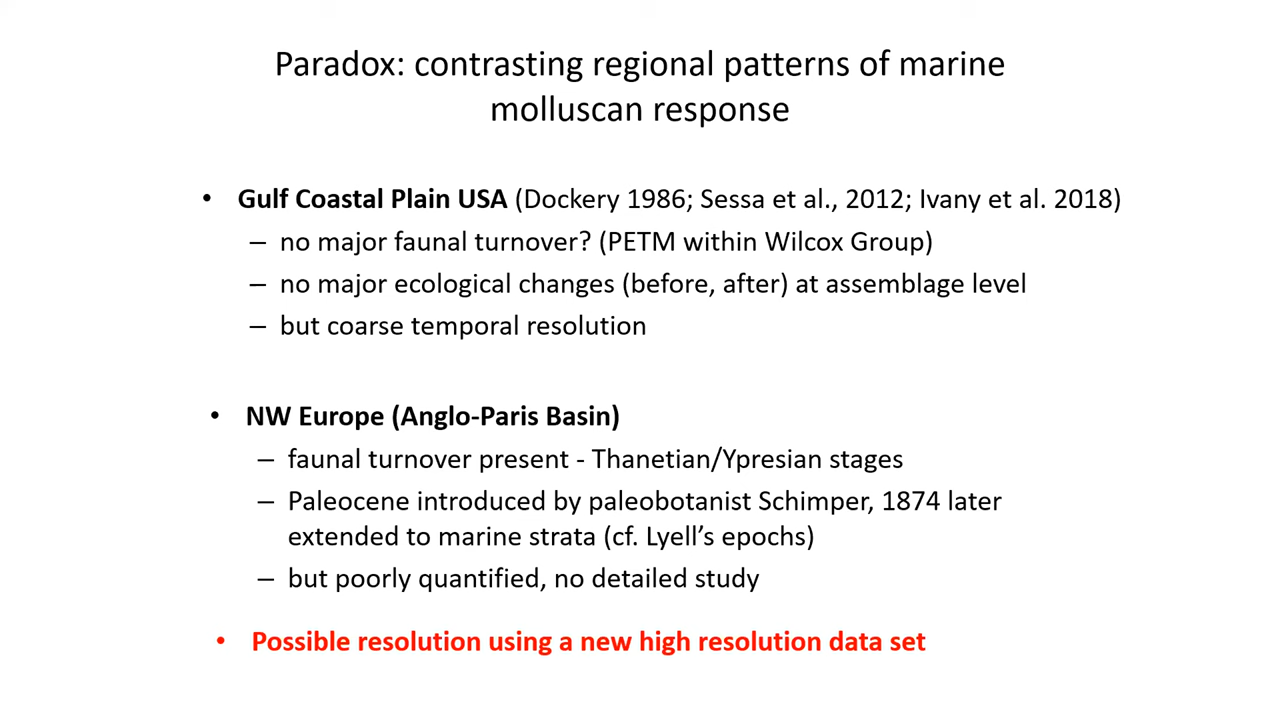 Paradox: contrasting regional patterns of marine
molluscan response
• Gulf Coastal Plain USA (Dockery 1986; Sessa et al., 2012; Ivany et al. 2018)
– no major faunal turnover? (PETM within Wilcox Group)
– no major ecological changes (before, after) at assemblage level
– but coarse temporal resolution
• NW Europe (Anglo-Paris Basin)
– faunal turnover present - Thanetian/Ypresian stages
– Paleocene introduced by paleobotanist Schimper, 1874 later
extended to marine strata (cf. Lyell’s epochs)
– but poorly quantified, no detailed study
• Possible resolution using a new high resolution data set